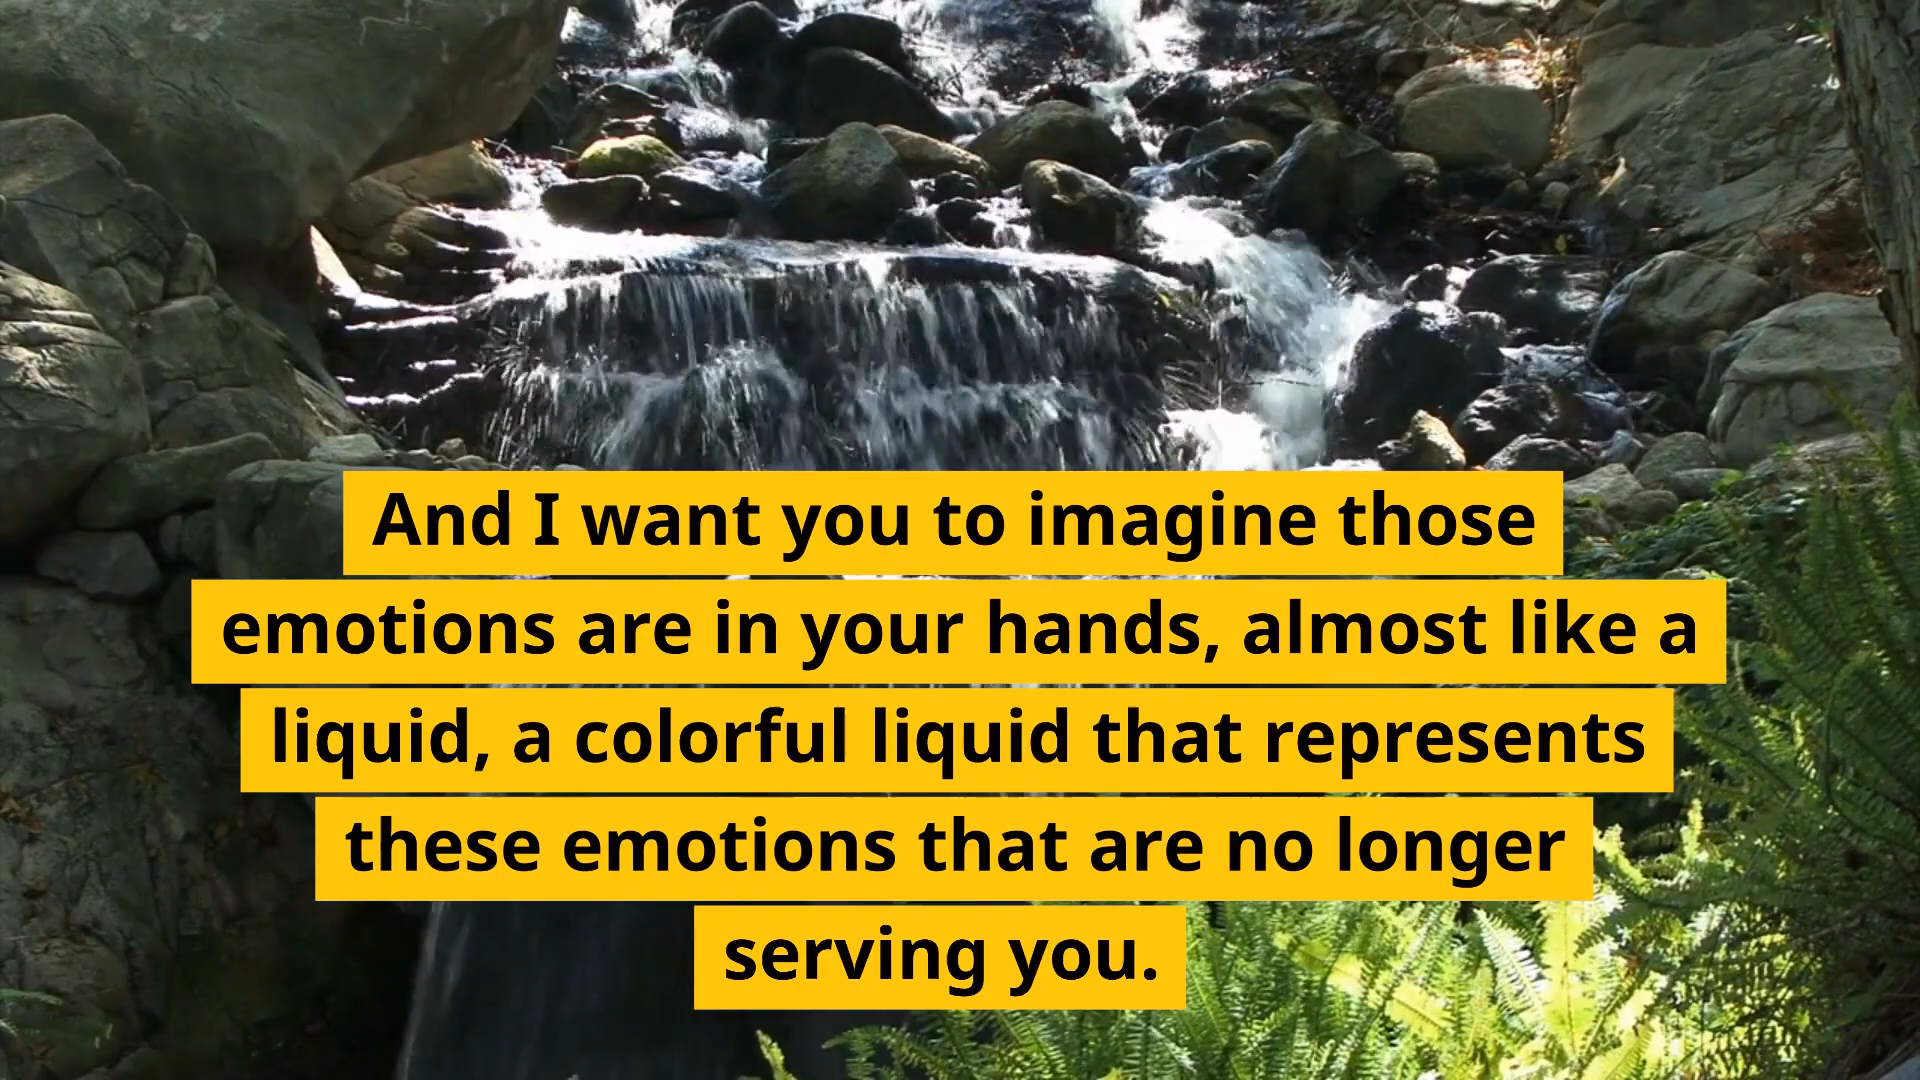 And I want you to imagine those
emotions are in your hands, almost like a
liquid, a colorful liquid that represents
these emotions that are no longer
serving you.